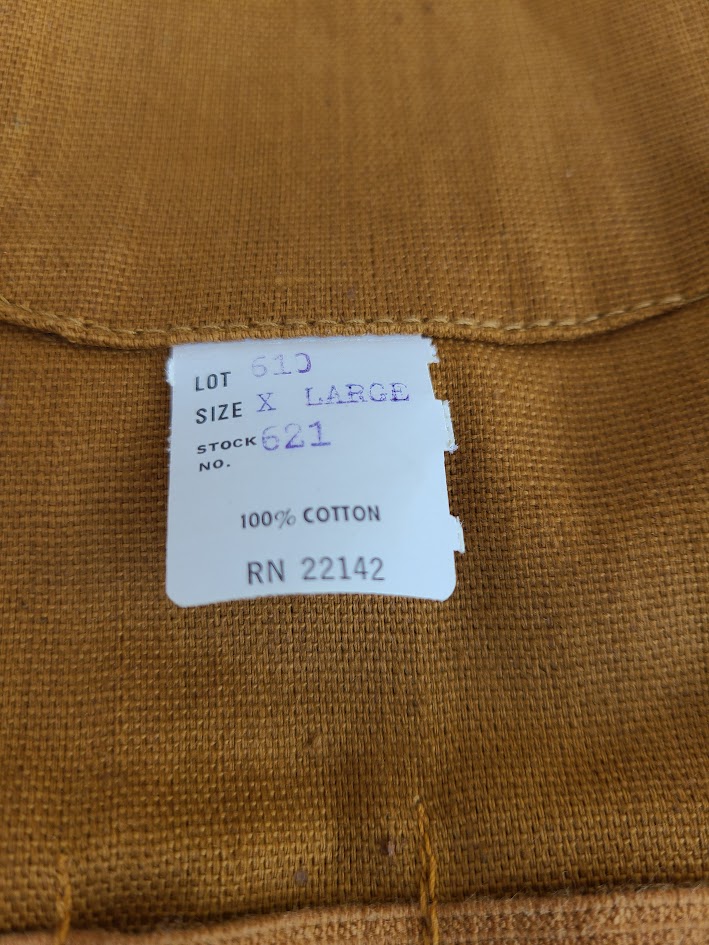 LOT 610
SIZE X LARGE
STOCK 621
NO.
100% COTTON
RN 22142